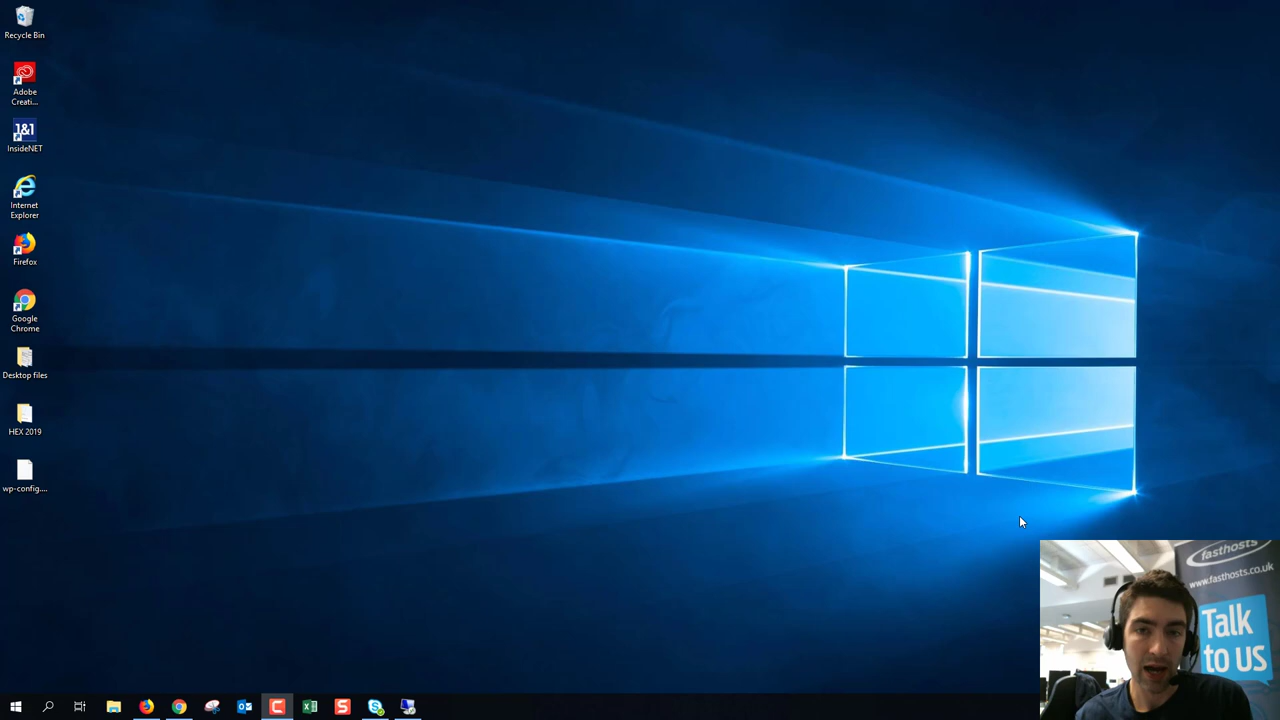 Recycle Bin
Adobe
Creati...
1&1
InsideNET
Internet
Explorer
Firefox
Google
Chrome
Desktop files
HEX 2019
wp-config....
fasthosts
www.fasthosts.co.uk
Talk
to us